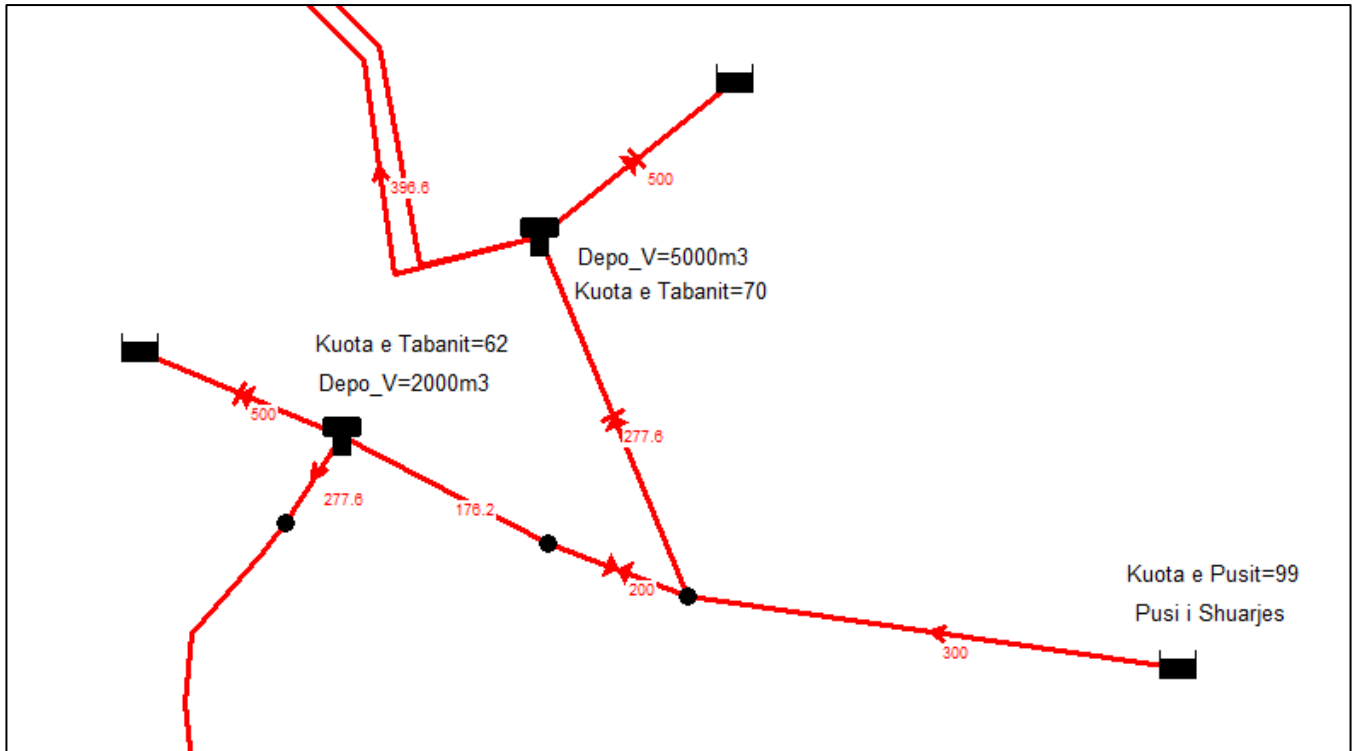 396.6
500
Depo_V=5000m3
Kuota e Tabanit=70
Kuota e Tabanit=62
Depo_V=2000m3
500
277.6
277.6
176.2
200
Kuota e Pusit=99
Pusi i Shuarjes
300